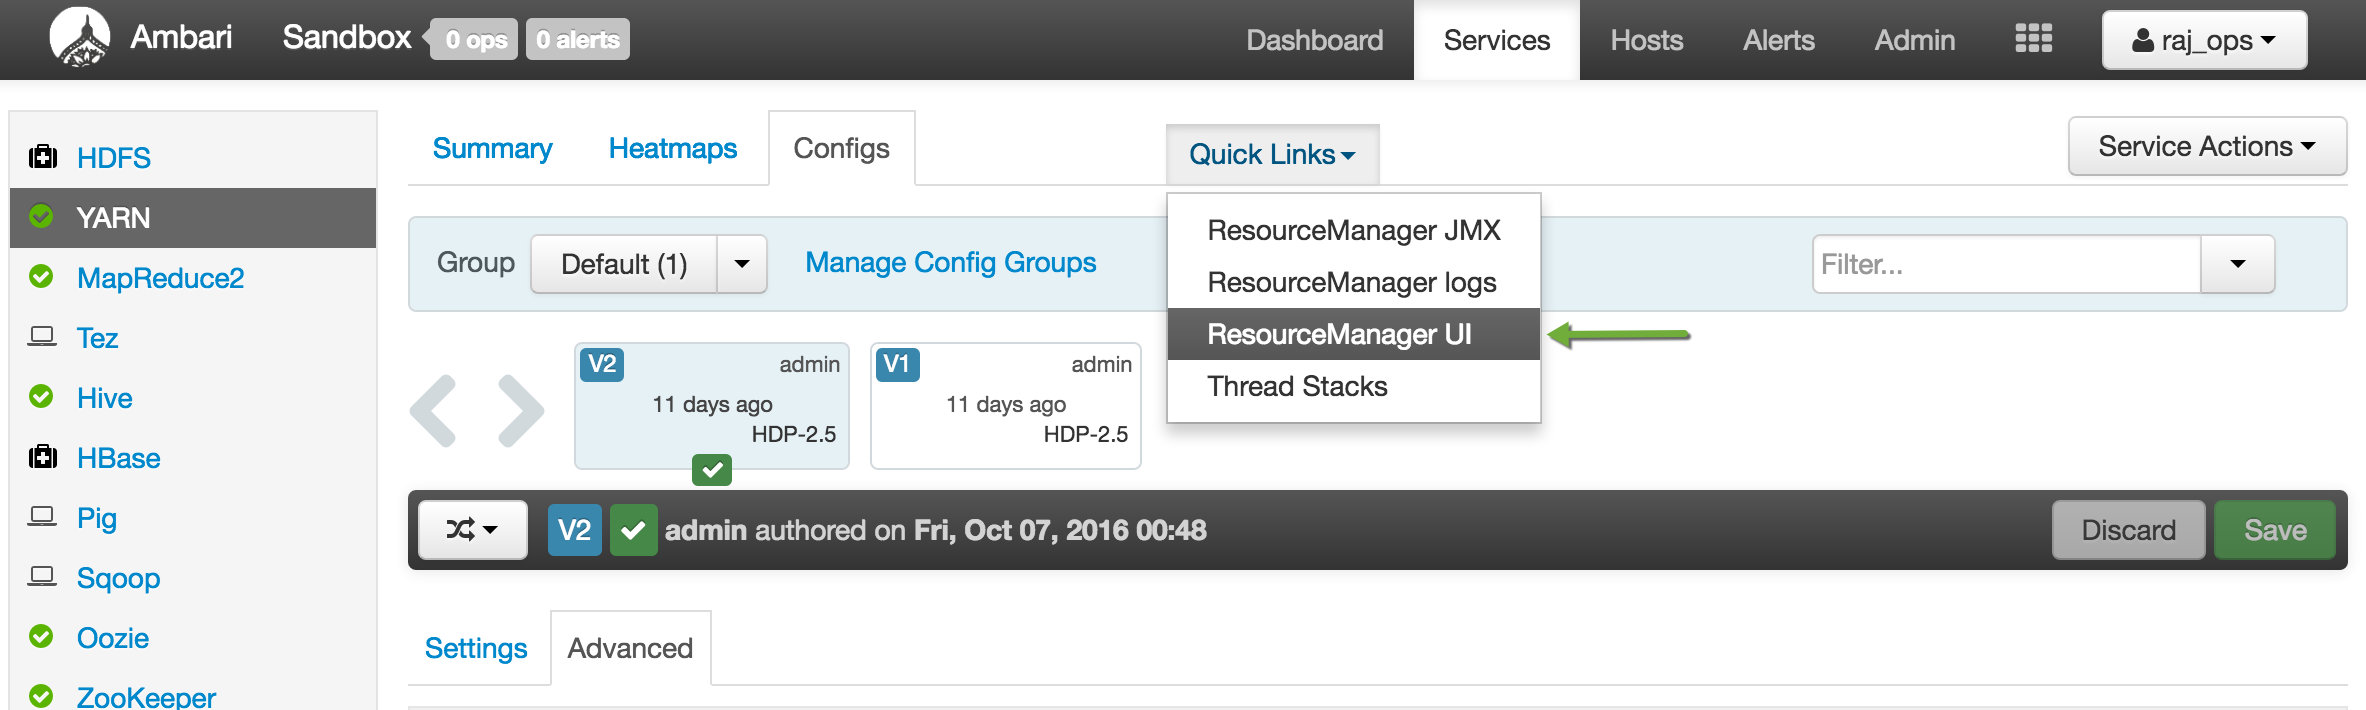 Ambari Sandbox 0 ops 0 alerts Dashboard Services Hosts Alerts Admin raj_ops
HDFS
YARN
MapReduce2
Tez
Hive
HBase
Pig
Sqoop
Oozie
ZooKeeper
Summary Heatmaps Configs Quick Links Service Actions
ResourceManager JMX
ResourceManager logs
ResourceManager UI
Thread Stacks
Group Default (1) Manage Config Groups Filter...
V2 admin
11 days ago
HDP-2.5
V1 admin
11 days ago
HDP-2.5
V2 admin authored on Fri, Oct 07, 2016 00:48 Discard Save
Settings Advanced